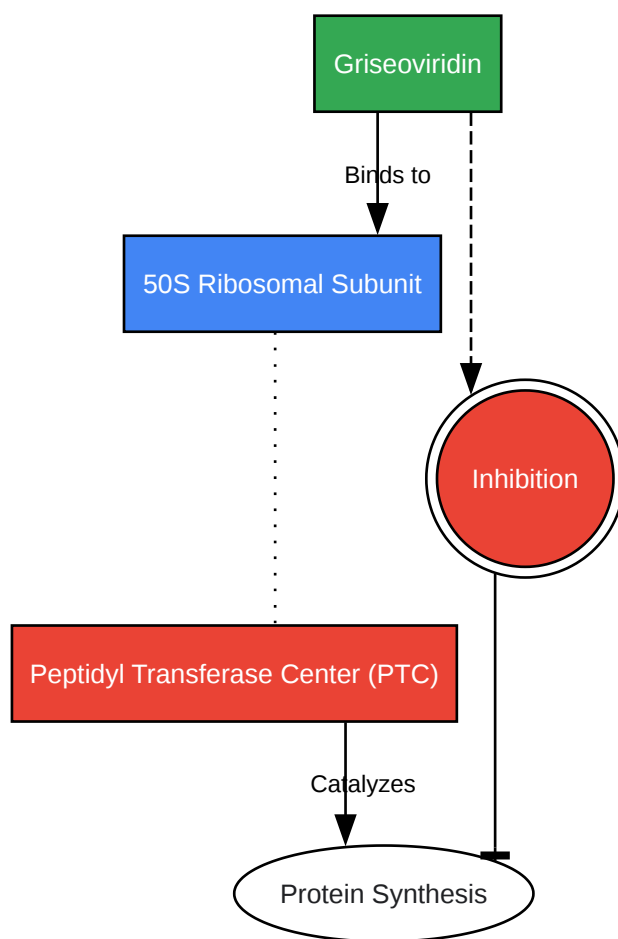 Griseoviridin
Binds to
50S Ribosomal Subunit
Inhibition
Peptidyl Transferase Center (PTC)
Catalyzes
Protein Synthesis